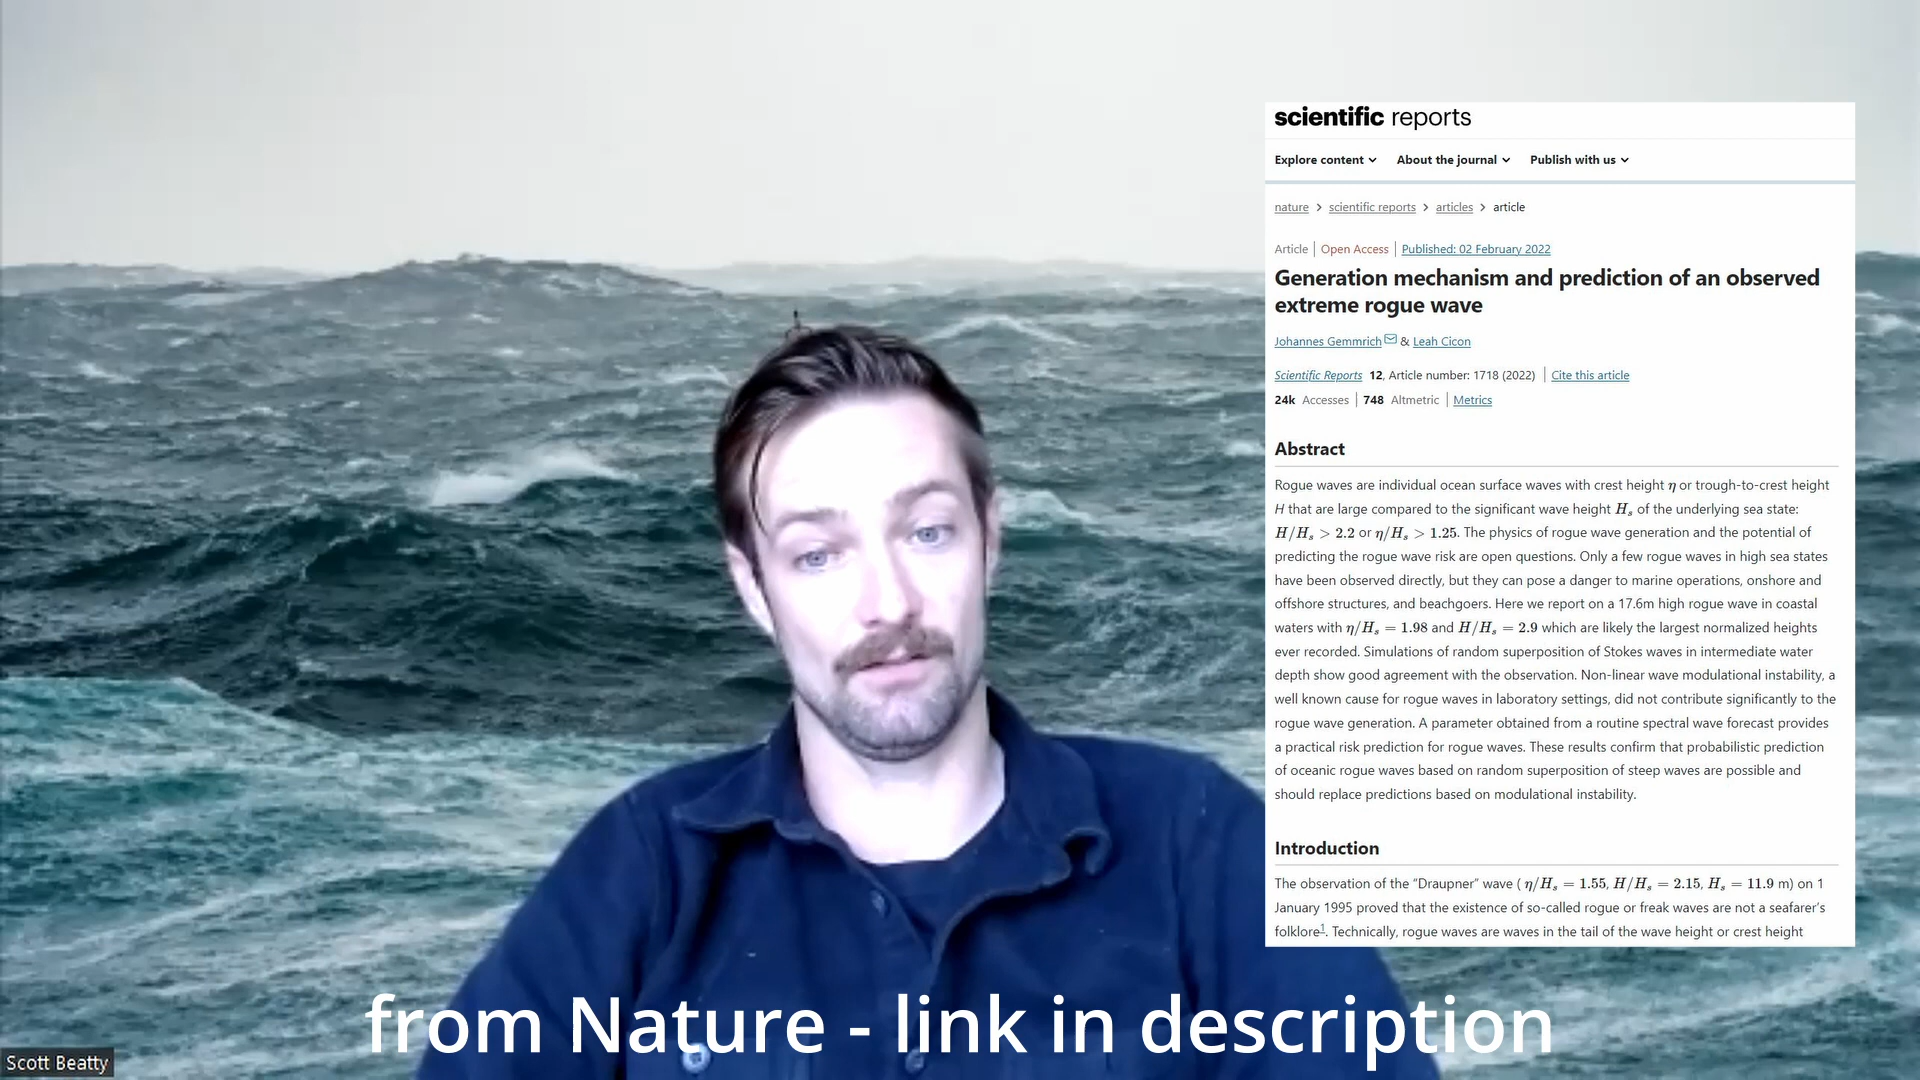 scientific reports
Explore content About the journal Publish with us
nature > scientific reports > articles > article
Article | Open Access | Published: 02 February 2022
Generation mechanism and prediction of an observed
extreme rogue wave
Johannes Gemmrich & Leah Cicon
Scientific Reports 12, Article number: 1718 (2022) | Cite this article
24k Accesses | 748 Altmetric | Metrics
Abstract
Rogue waves are individual ocean surface waves with crest height η or trough-to-crest height
H that are large compared to the significant wave height Hₛ of the underlying sea state:
H/Hₛ > 2.2 or η/Hₛ > 1.25. The physics of rogue wave generation and the potential of
predicting the rogue wave risk are open questions. Only a few rogue waves in high sea states
have been observed directly, but they can pose a danger to marine operations, onshore and
offshore structures, and beachgoers. Here we report on a 17.6m high rogue wave in coastal
waters with η/Hₛ = 1.98 and H/Hₛ = 2.9 which are likely the largest normalized heights
ever recorded. Simulations of random superposition of Stokes waves in intermediate water
depth show good agreement with the observation. Non-linear wave modulational instability, a
well known cause for rogue waves in laboratory settings, did not contribute significantly to the
rogue wave generation. A parameter obtained from a routine spectral wave forecast provides
a practical risk prediction for rogue waves. These results confirm that probabilistic prediction
of oceanic rogue waves based on random superposition of steep waves are possible and
should replace predictions based on modulational instability.
Introduction
The observation of the “Draupner” wave ( η/Hₛ = 1.55, H/Hₛ = 2.15, Hₛ = 11.9 m) on 1
January 1995 proved that the existence of so-called rogue or freak waves are not a seafarer’s
folklore¹. Technically, rogue waves are waves in the tail of the wave height or crest height
from Nature - link in description
Scott Beatty